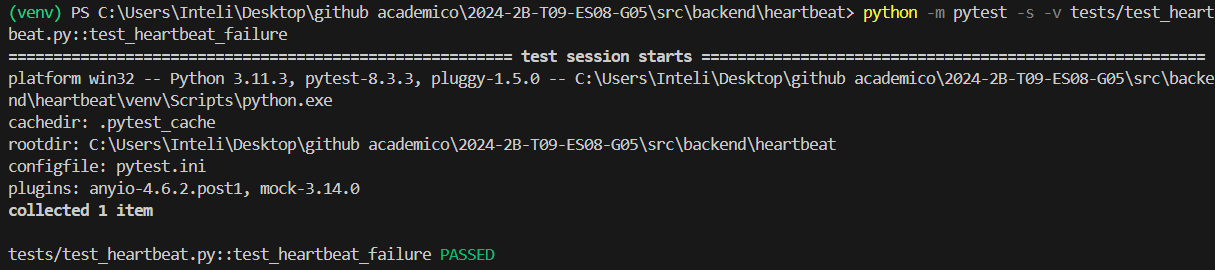 (venv) PS C:\Users\Inteli\Desktop\github academico\2024-2B-T09-ES08-G05\src\backend\heartbeat> python -m pytest -s -v tests/test_heart
beat.py::test_heartbeat_failure
======================================================== test session starts ========================================================
platform win32 -- Python 3.11.3, pytest-8.3.3, pluggy-1.5.0 -- C:\Users\Inteli\Desktop\github academico\2024-2B-T09-ES08-G05\src\backe
nd\heartbeat\venv\Scripts\python.exe
cachedir: .pytest_cache
rootdir: C:\Users\Inteli\Desktop\github academico\2024-2B-T09-ES08-G05\src\backend\heartbeat
configfile: pytest.ini
plugins: anyio-4.6.2.post1, mock-3.14.0
collected 1 item
tests/test_heartbeat.py::test_heartbeat_failure PASSED